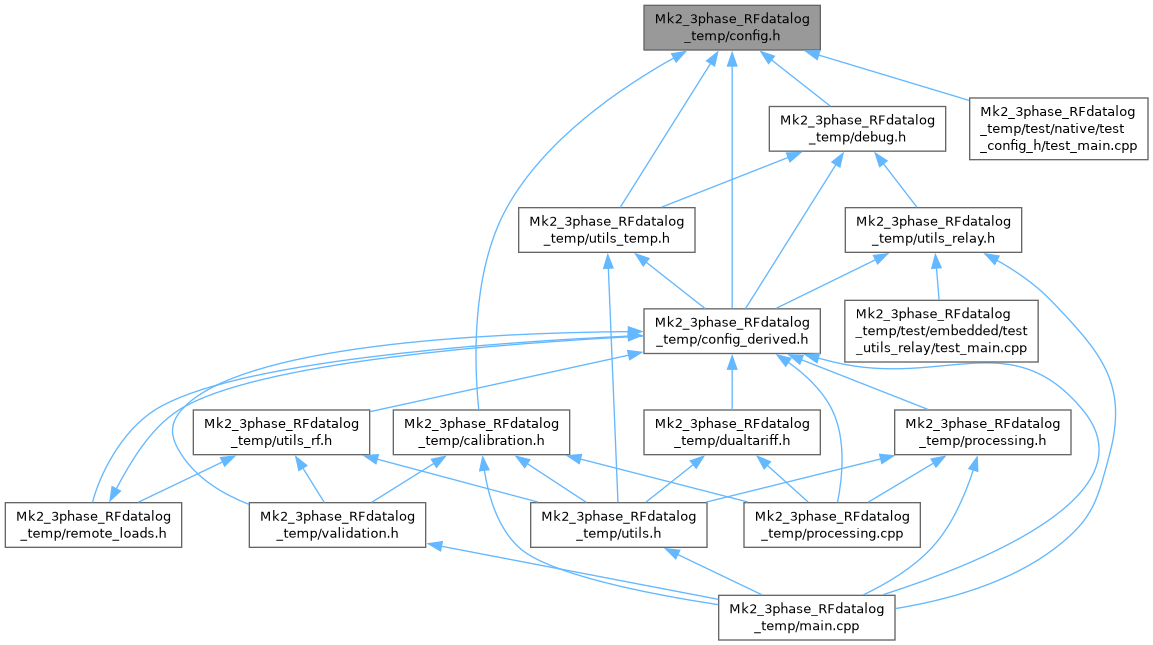 Mk2_3phase_RFdatalog
_temp/config.h
Mk2_3phase_RFdatalog
_temp/debug.h
Mk2_3phase_RFdatalog
_temp/test/native/test
_config_h/test_main.cpp
Mk2_3phase_RFdatalog
_temp/utils_temp.h
Mk2_3phase_RFdatalog
_temp/utils_relay.h
Mk2_3phase_RFdatalog
_temp/config_derived.h
Mk2_3phase_RFdatalog
_temp/test/embedded/test
_utils_relay/test_main.cpp
Mk2_3phase_RFdatalog
_temp/utils_rf.h
Mk2_3phase_RFdatalog
_temp/calibration.h
Mk2_3phase_RFdatalog
_temp/dualtariff.h
Mk2_3phase_RFdatalog
_temp/processing.h
Mk2_3phase_RFdatalog
_temp/remote_loads.h
Mk2_3phase_RFdatalog
_temp/validation.h
Mk2_3phase_RFdatalog
_temp/utils.h
Mk2_3phase_RFdatalog
_temp/processing.cpp
Mk2_3phase_RFdatalog
_temp/main.cpp